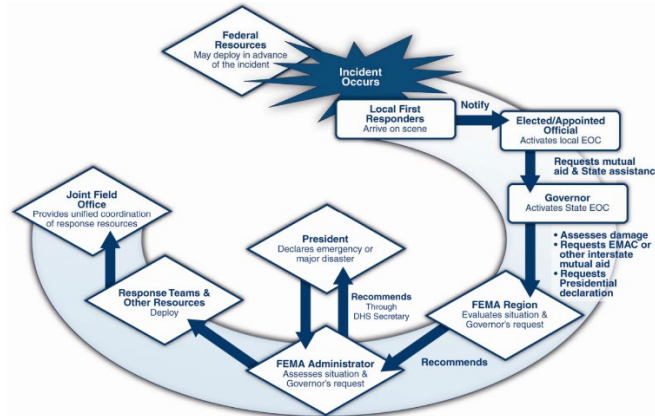 Federal
Resources
May deploy in advance
of the incident
Incident
Occurs
Local First
Responders
Arrive on scene
Notify
Elected/Appointed
Official
Activates local EOC
Requests mutual
aid & State assistance
Governor
Activates State EOC
• Assesses damage
• Requests EMAC or
other interstate
mutual aid
• Requests
Presidential
declaration
FEMA Region
Evaluates situation &
Governor's request
Recommends
FEMA Administrator
Assesses situation &
Governor's request
Recommends
Through
DHS Secretary
President
Declares emergency or
major disaster
Response Teams &
Other Resources
Deploy
Joint Field
Office
Provides unified coordination
of response resources